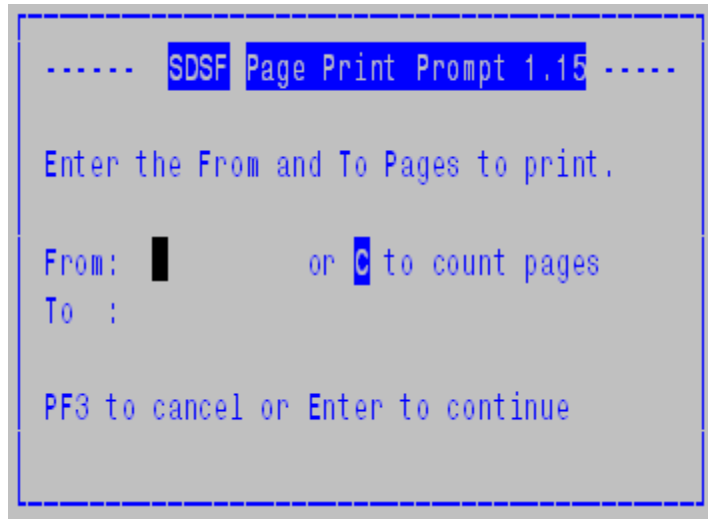 ------ SDSF Page Print Prompt 1.15 -----
Enter the From and To Pages to print.
From: or C to count pages
To :
PF3 to cancel or Enter to continue